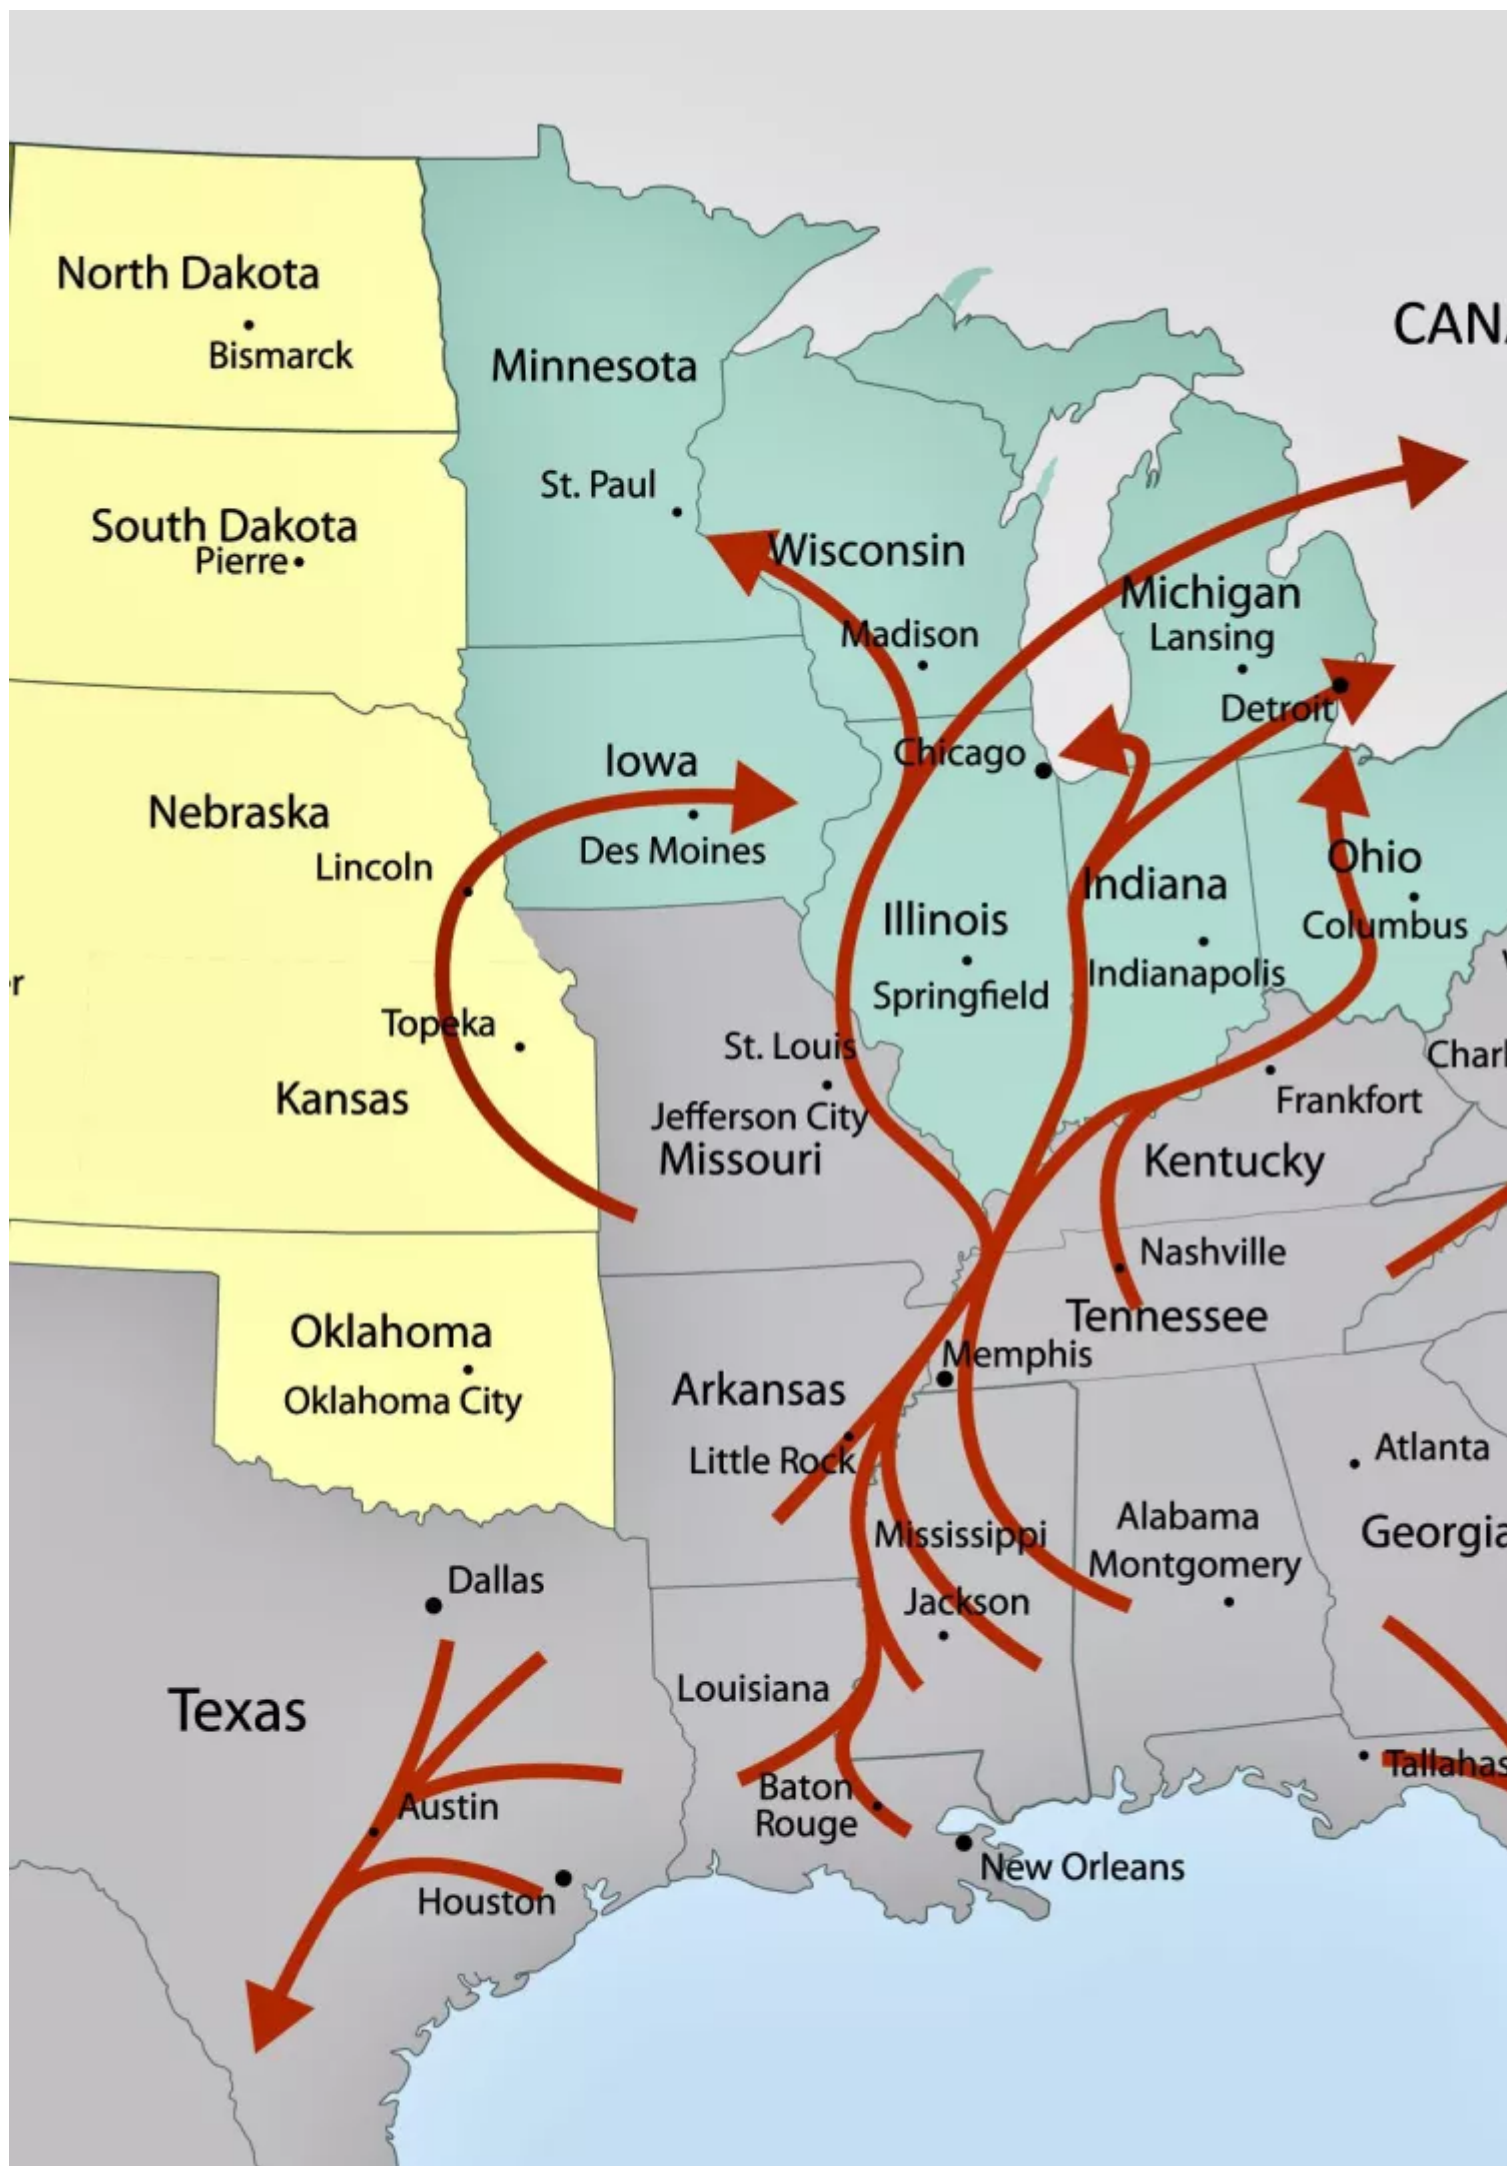 North Dakota
Bismarck
CAN
Minnesota
St. Paul
South Dakota
Pierre
Wisconsin
Michigan
Madison
Lansing
Detroit
Chicago
Iowa
Nebraska
Des Moines
Lincoln
Ohio
Indiana
Illinois
Columbus
Indianapolis
er
Springfield
Topeka
St. Louis
Charl
Kansas
Frankfort
Jefferson City
Missouri
Kentucky
Nashville
Tennessee
Oklahoma
Memphis
Arkansas
Oklahoma City
Atlanta
Little Rock
Alabama
Mississippi
Georgia
Montgomery
Dallas
Jackson
Louisiana
Texas
Tallahas
Baton
Rouge
Austin
New Orleans
Houston